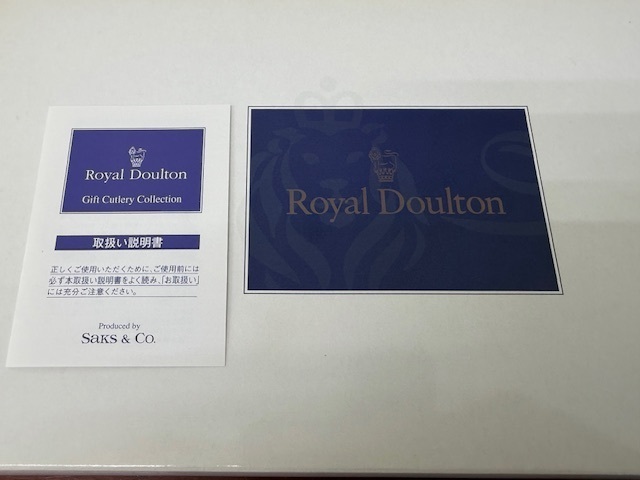 Royal Doulton
Gift Cutlery Collection
取扱い説明書
正しくご使用いただくために、ご使用前には
必ず本取扱い説明書をよく読み、「お取扱い」
には充分ご注意ください。
Produced by
SAKS & CO.
Royal Doulton